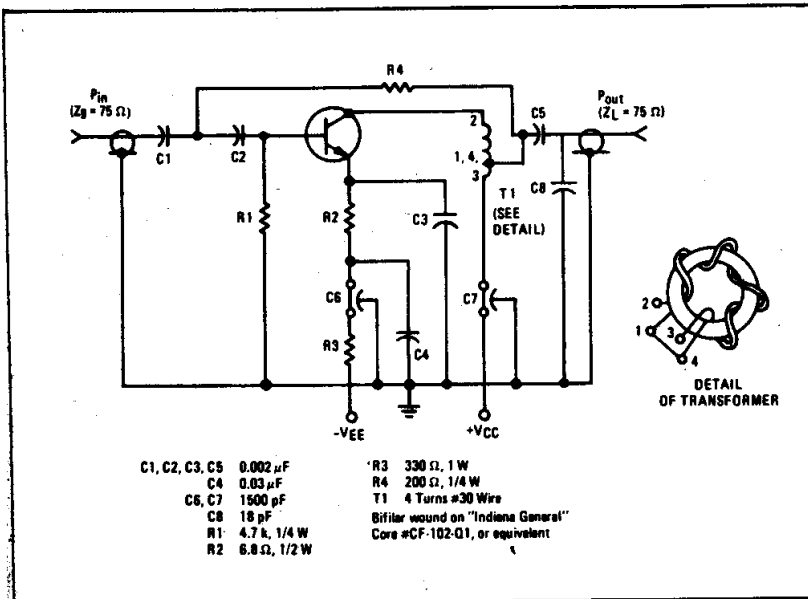 R4
Pin
(Zg = 75 Ω)
C1
C2
R1
R2
C3
C6
R3
C4
-VEE
2
1, 4,
3
T1
(SEE
DETAIL)
C7
+VCC
C5
C8
Pout
(ZL = 75 Ω)
2
1
3
4
DETAIL
OF TRANSFORMER
C1, C2, C3, C5 0.002 μF
C4 0.03 μF
C6, C7 1500 pF
C8 18 pF
R1 4.7 k, 1/4 W
R2 6.8 Ω, 1/2 W
R3 330 Ω, 1 W
R4 200 Ω, 1/4 W
T1 4 Turns #30 Wire
Bifilar wound on "Indiana General"
Core #CF-102-Q1, or equivalent